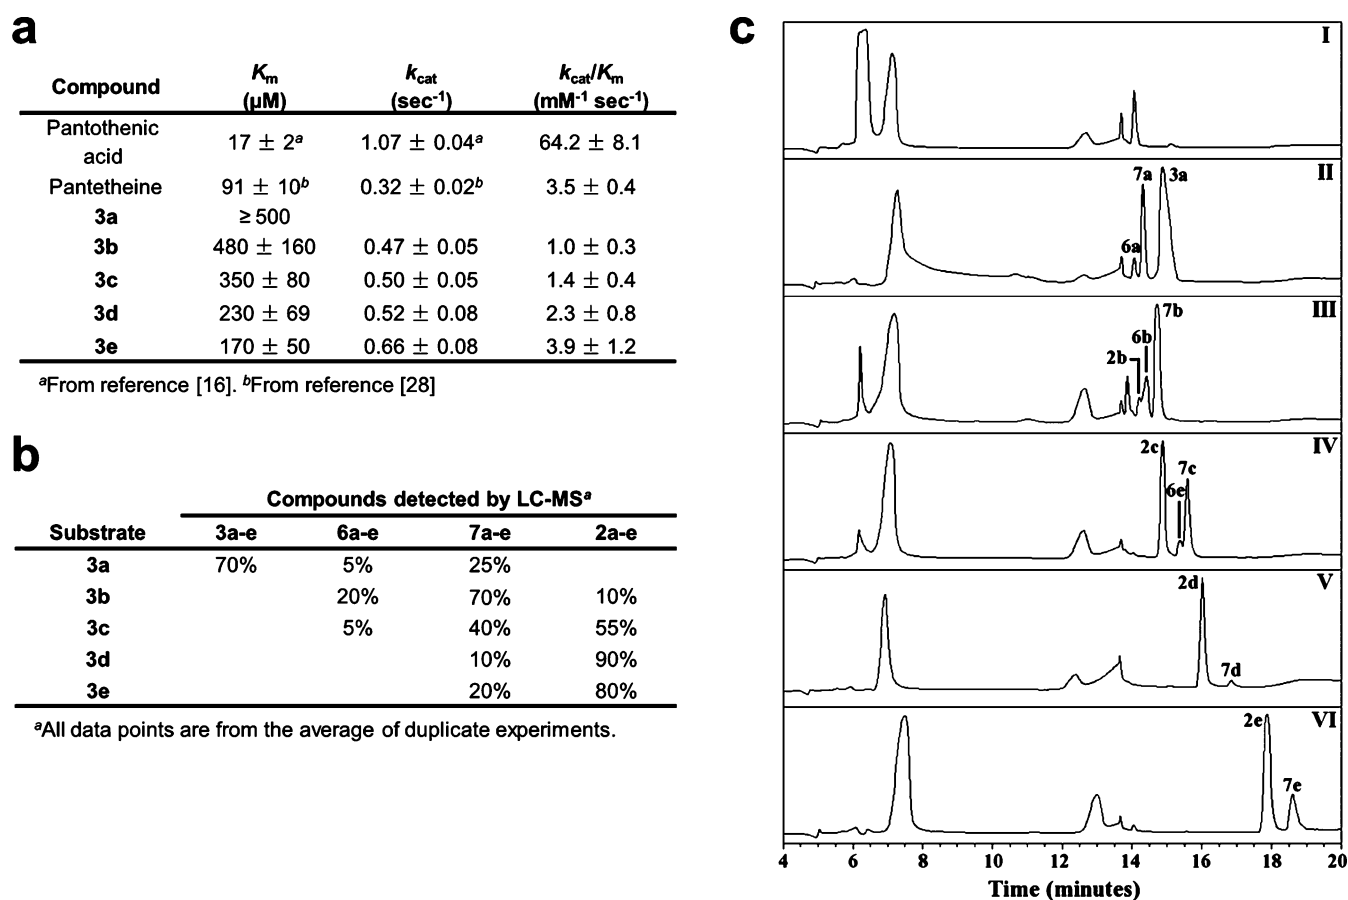 a
Compound Km (µM) kcat (sec-1) kcat/Km (mM-1 sec-1)
Pantothenic acid 17 ± 2a 1.07 ± 0.04a 64.2 ± 8.1
Pantetheine 91 ± 10b 0.32 ± 0.02b 3.5 ± 0.4
3a ≥ 500
3b 480 ± 160 0.47 ± 0.05 1.0 ± 0.3
3c 350 ± 80 0.50 ± 0.05 1.4 ± 0.4
3d 230 ± 69 0.52 ± 0.08 2.3 ± 0.8
3e 170 ± 50 0.66 ± 0.08 3.9 ± 1.2
aFrom reference [16]. bFrom reference [28]
b
Compounds detected by LC-MSa
Substrate 3a-e 6a-e 7a-e 2a-e
3a 70% 5% 25%
3b 20% 70% 10%
3c 5% 40% 55%
3d 10% 90%
3e 20% 80%
aAll data points are from the average of duplicate experiments.
c
I
II
7a 3a
6a
III
7b
6b
2b
IV
2c
7c
6e
V
2d
7d
VI
2e
7e
4 6 8 10 12 14 16 18 20
Time (minutes)